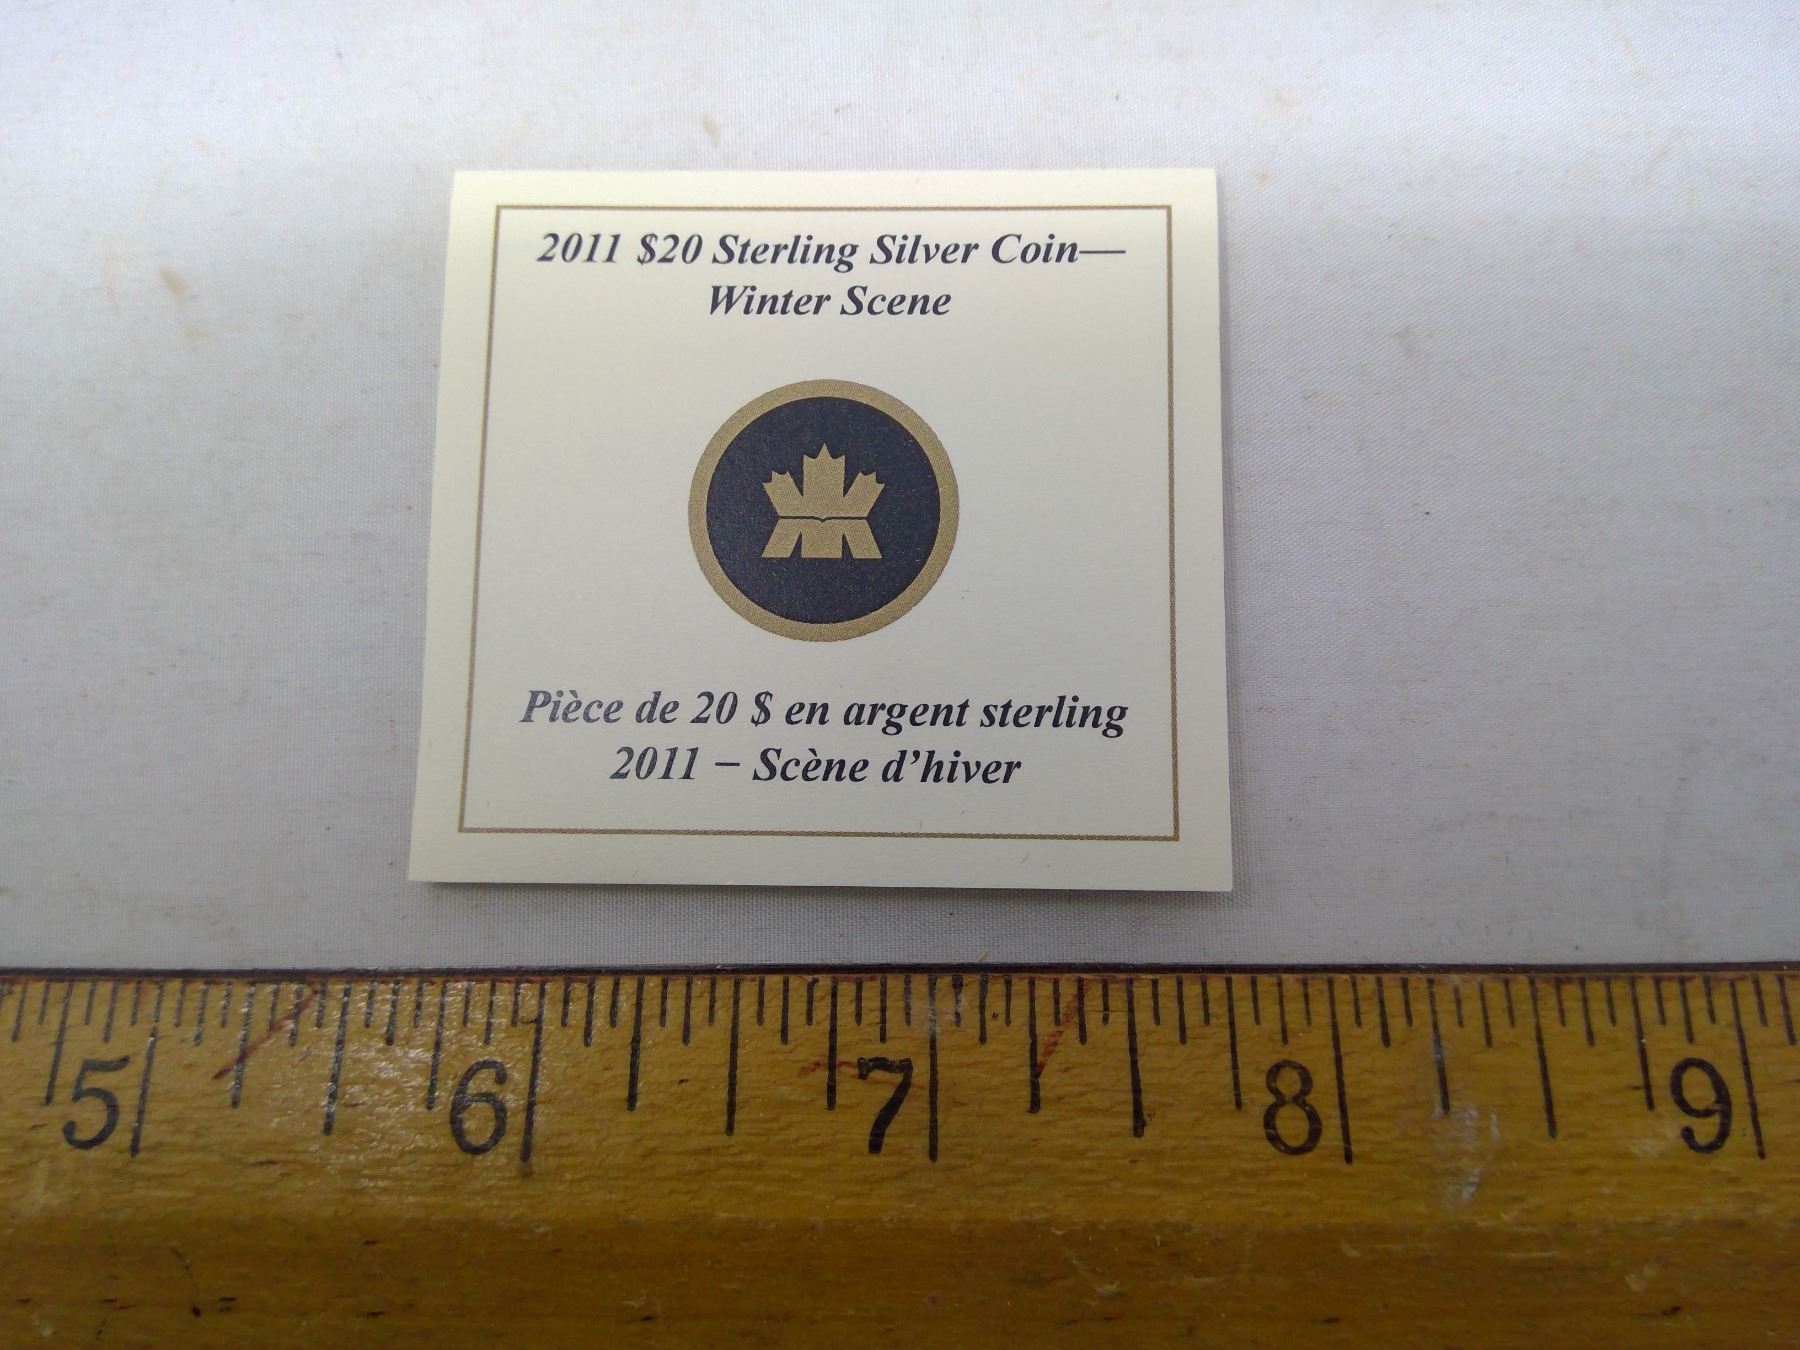 2011 $20 Sterling Silver Coin—
Winter Scene
Pièce de 20 $ en argent sterling
2011 – Scène d’hiver
5 6 7 8 9